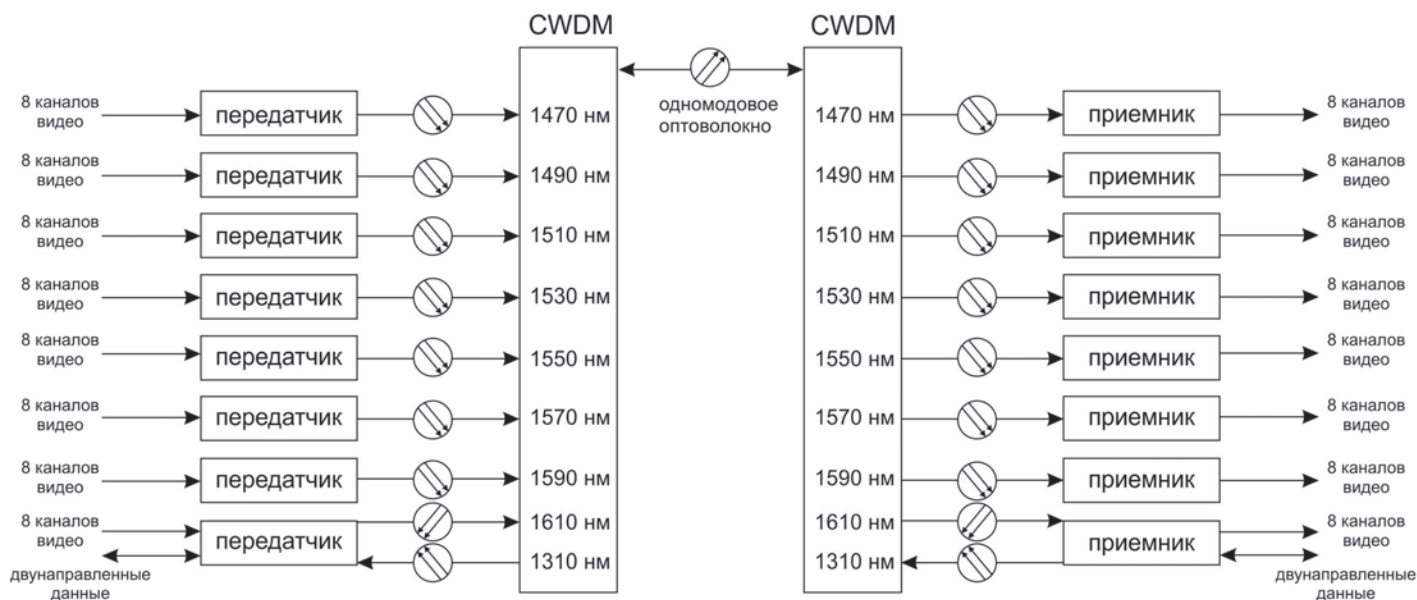 CWDM
CWDM
одномодовое
оптоволокно
8 каналов
видео
передатчик
1470 нм
1470 нм
приемник
8 каналов
видео
8 каналов
видео
передатчик
1490 нм
1490 нм
приемник
8 каналов
видео
8 каналов
видео
передатчик
1510 нм
1510 нм
приемник
8 каналов
видео
8 каналов
видео
передатчик
1530 нм
1530 нм
приемник
8 каналов
видео
8 каналов
видео
передатчик
1550 нм
1550 нм
приемник
8 каналов
видео
8 каналов
видео
передатчик
1570 нм
1570 нм
приемник
8 каналов
видео
8 каналов
видео
передатчик
1590 нм
1590 нм
приемник
8 каналов
видео
8 каналов
видео
передатчик
1610 нм
1310 нм
1610 нм
1310 нм
приемник
8 каналов
видео
двунаправленные
данные
двунаправленные
данные